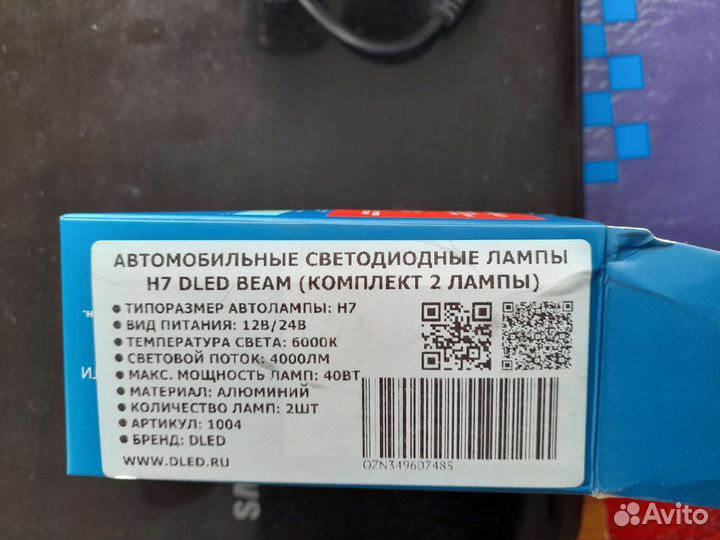 АВТОМОБИЛЬНЫЕ СВЕТОДИОДНЫЕ ЛАМПЫ
H7 DLED BEAM (КОМПЛЕКТ 2 ЛАМПЫ)
● ТИПОРАЗМЕР АВТОЛАМПЫ: H7
● ВИД ПИТАНИЯ: 12В/24В
● ТЕМПЕРАТУРА СВЕТА: 6000К
● СВЕТОВОЙ ПОТОК: 4000ЛМ
● МАКС. МОЩНОСТЬ ЛАМП: 40ВТ
● МАТЕРИАЛ: АЛЮМИНИЙ
● КОЛИЧЕСТВО ЛАМП: 2ШТ
● АРТИКУЛ: 1004
● БРЕНД: DLED
WWW.DLED.RU
OZN349607485
Avito